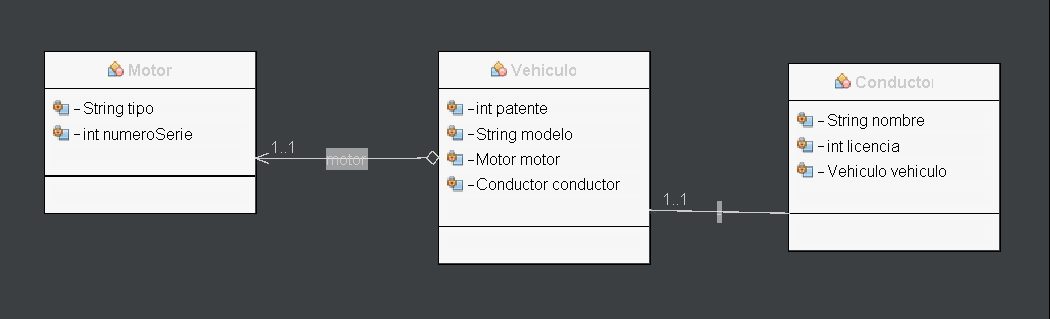 Motor
- String tipo
- int numeroSerie
1..1
motor
Vehiculo
- int patente
- String modelo
- Motor motor
- Conductor conductor
1..1
Conductor
- String nombre
- int licencia
- Vehiculo vehiculo